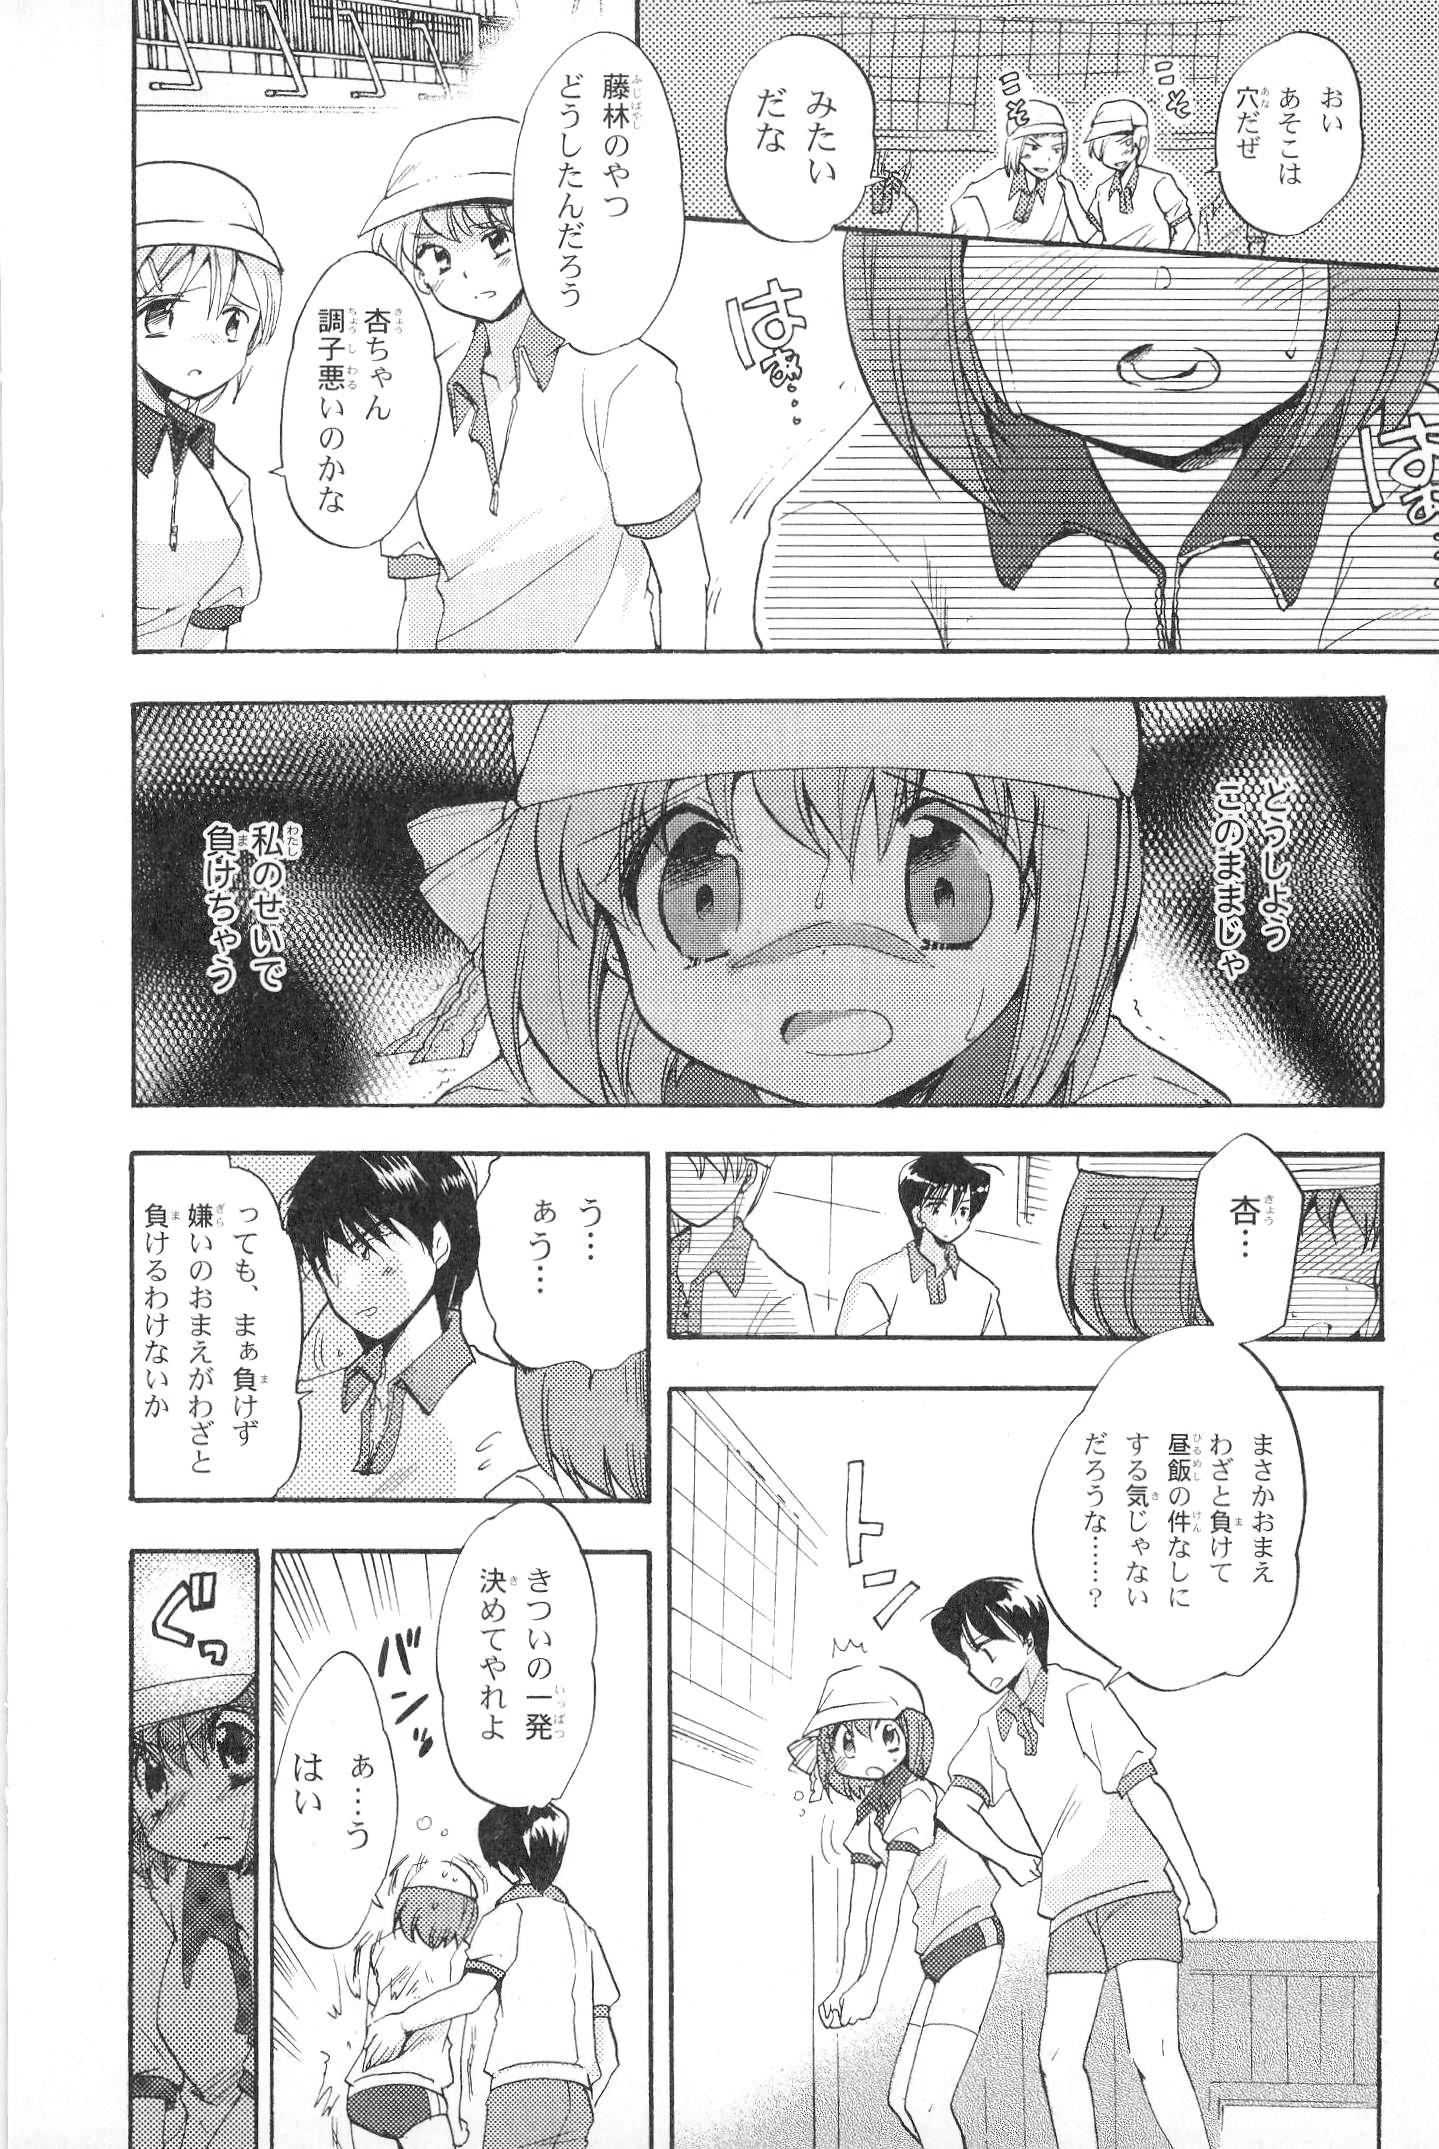 おい
あそこは
穴だぜ
こそ
こそ
みたい
だな
はぁ…
はぁ…
藤林のやつ
どうしたんだろう
杏ちゃん
調子悪いのかな
どうしよう
このままじゃ
私のせいで
負けちゃう
杏…
まさかおまえ
わざと負けて
昼飯の件なしに
する気じゃない
だろうな……?
トン
う…
ぁう…
っても、まぁ負けず
嫌いのおまえがわざと
負けるわけないか
きついの一発
決めてやれよ
バン
ぁ……う
はい
ぐっ